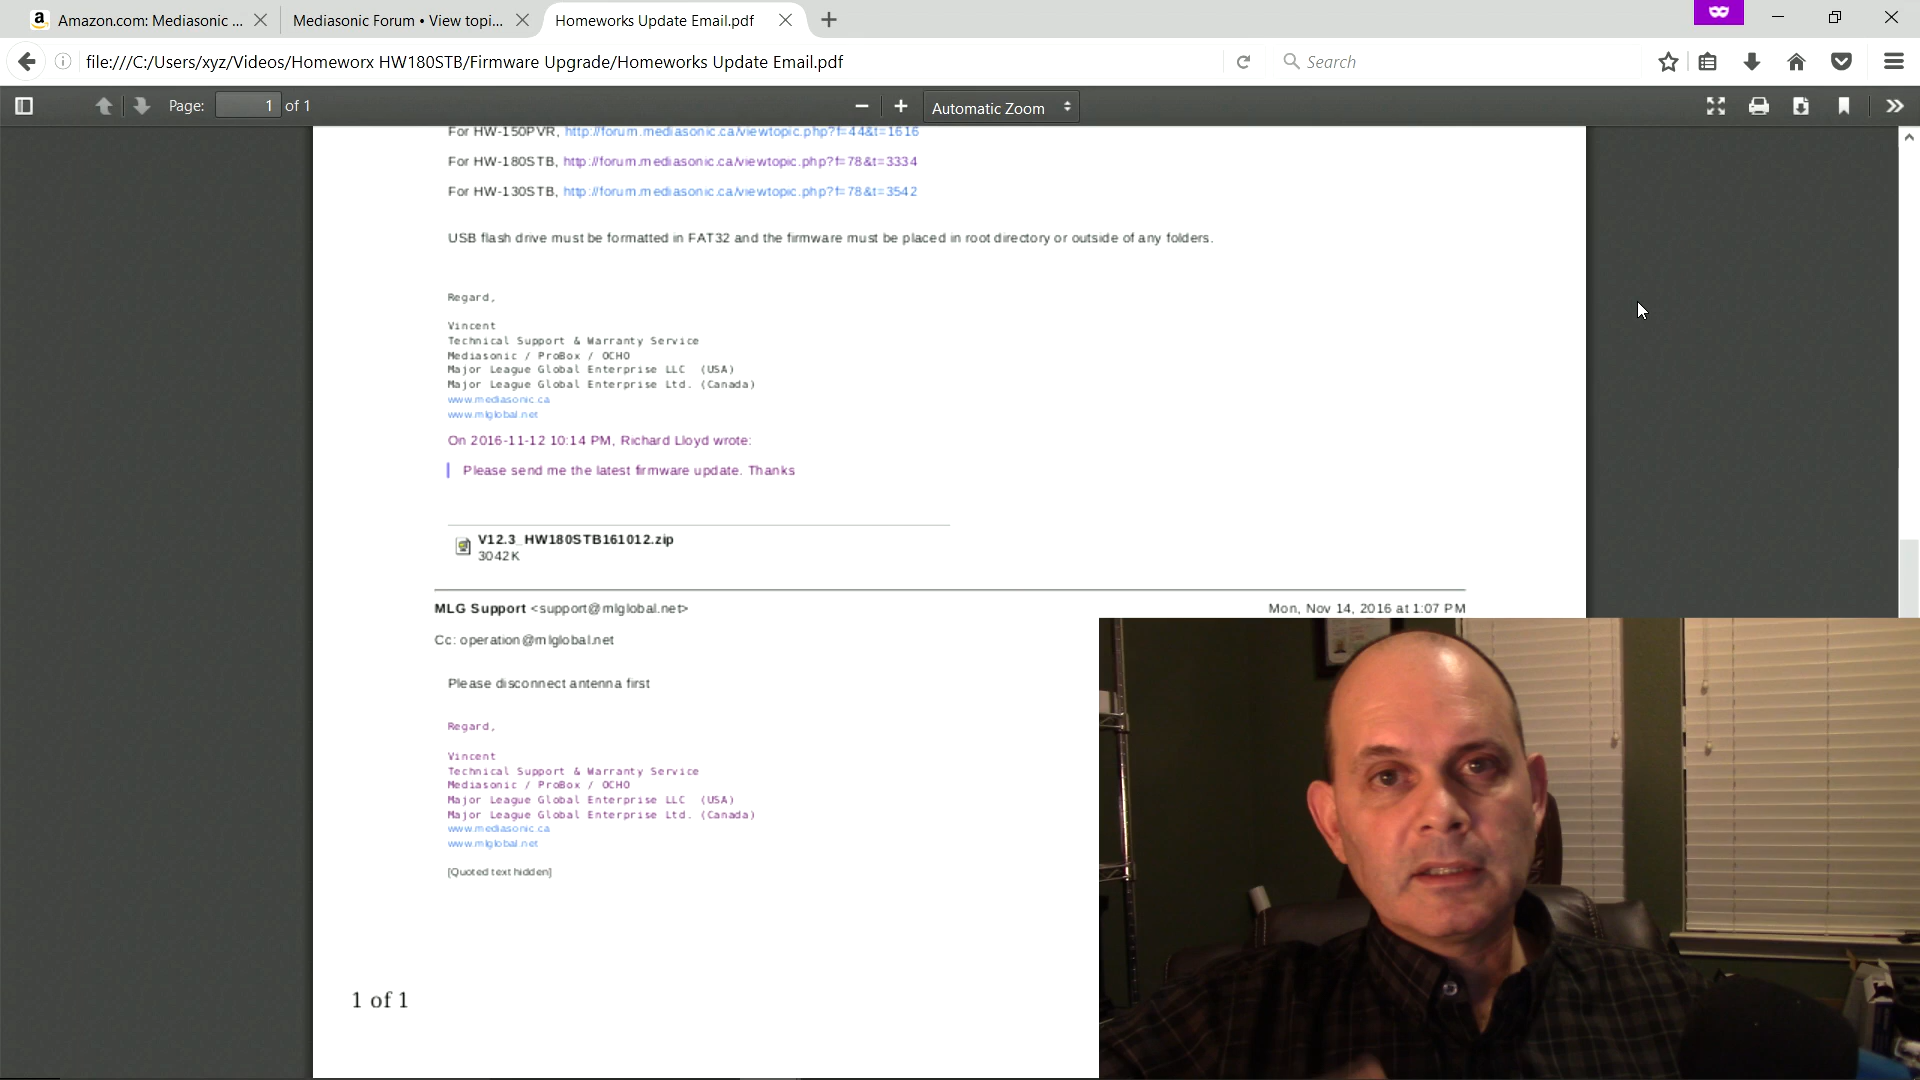 Amazon.com: Mediasonic ...
Mediasonic Forum • View topi...
Homeworks Update Email.pdf
file:///C:/Users/xyz/Videos/Homeworx HW180STB/Firmware Upgrade/Homeworks Update Email.pdf
Search
Page: 1 of 1
Automatic Zoom
For HW-150PVR, http://forum.mediasonic.ca/viewtopic.php?f=44&t=1616
For HW-180STB, http://forum.mediasonic.ca/viewtopic.php?f=78&t=3334
For HW-130STB, http://forum.mediasonic.ca/viewtopic.php?f=78&t=3542
USB flash drive must be formatted in FAT32 and the firmware must be placed in root directory or outside of any folders.
Regard,
Vincent
Technical Support & Warranty Service
Mediasonic / ProBox / OCHO
Major League Global Enterprise LLC (USA)
Major League Global Enterprise Ltd. (Canada)
www.mediasonic.ca
www.mlglobal.net
On 2016-11-12 10:14 PM, Richard Lloyd wrote:
Please send me the latest firmware update. Thanks
V12.3_HW180STB161012.zip
3042K
MLG Support <support@mlglobal.net> Mon, Nov 14, 2016 at 1:07 PM
Cc: operation@mlglobal.net
Please disconnect antenna first
Regard,
Vincent
Technical Support & Warranty Service
Mediasonic / ProBox / OCHO
Major League Global Enterprise LLC (USA)
Major League Global Enterprise Ltd. (Canada)
www.mediasonic.ca
www.mlglobal.net
[Quoted text hidden]
1 of 1